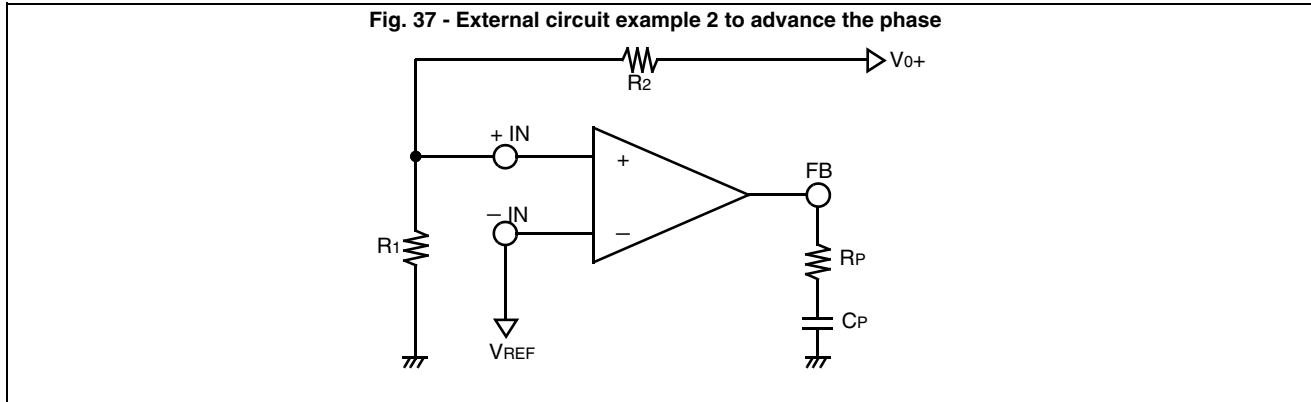 Fig. 37 - External circuit example 2 to advance the phase
V0+
R2
+ IN
+
FB
− IN
−
R1
RP
CP
VREF